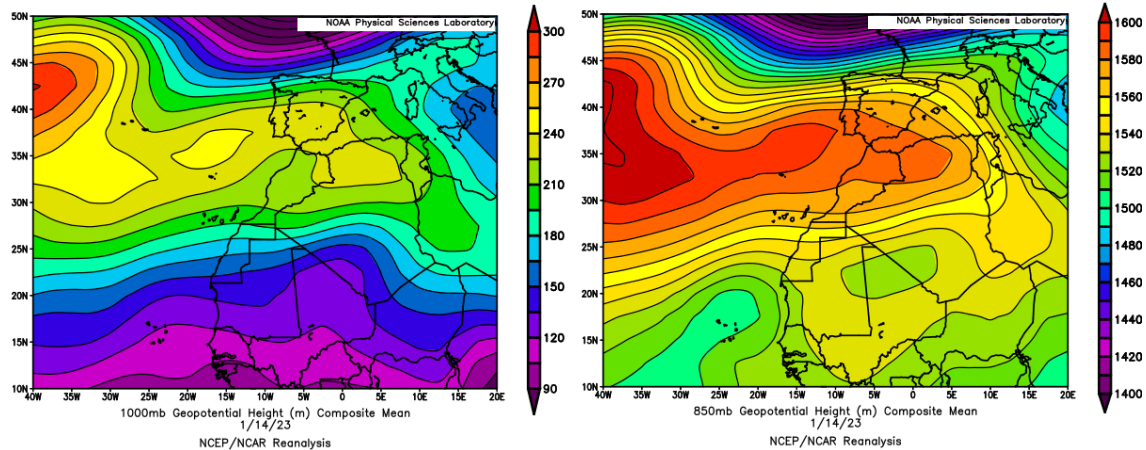 NOAA Physical Sciences Laboratory
50N
45N
40N
35N
30N
25N
20N
15N
10N
40W 35W 30W 25W 20W 15W 10W 5W 0 5E 10E 15E 20E
300
270
240
210
180
150
120
90
1000mb Geopotential Height (m) Composite Mean
1/14/23
NCEP/NCAR Reanalysis
NOAA Physical Sciences Laboratory
50N
45N
40N
35N
30N
25N
20N
15N
10N
40W 35W 30W 25W 20W 15W 10W 5W 0 5E 10E 15E 20E
1600
1580
1560
1540
1520
1500
1480
1460
1440
1420
1400
850mb Geopotential Height (m) Composite Mean
1/14/23
NCEP/NCAR Reanalysis